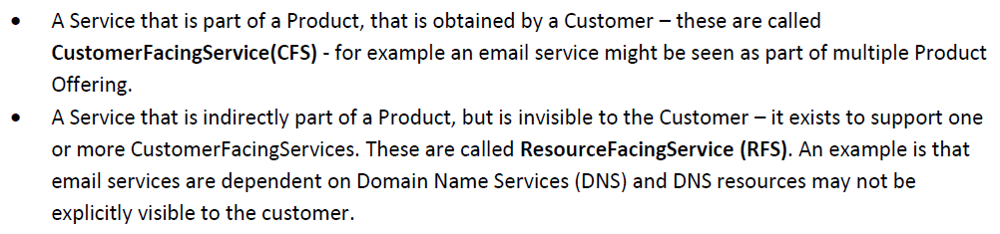 • A Service that is part of a Product, that is obtained by a Customer – these are called
CustomerFacingService(CFS) - for example an email service might be seen as part of multiple Product
Offering.
• A Service that is indirectly part of a Product, but is invisible to the Customer – it exists to support one
or more CustomerFacingServices. These are called ResourceFacingService (RFS). An example is that
email services are dependent on Domain Name Services (DNS) and DNS resources may not be
explicitly visible to the customer.